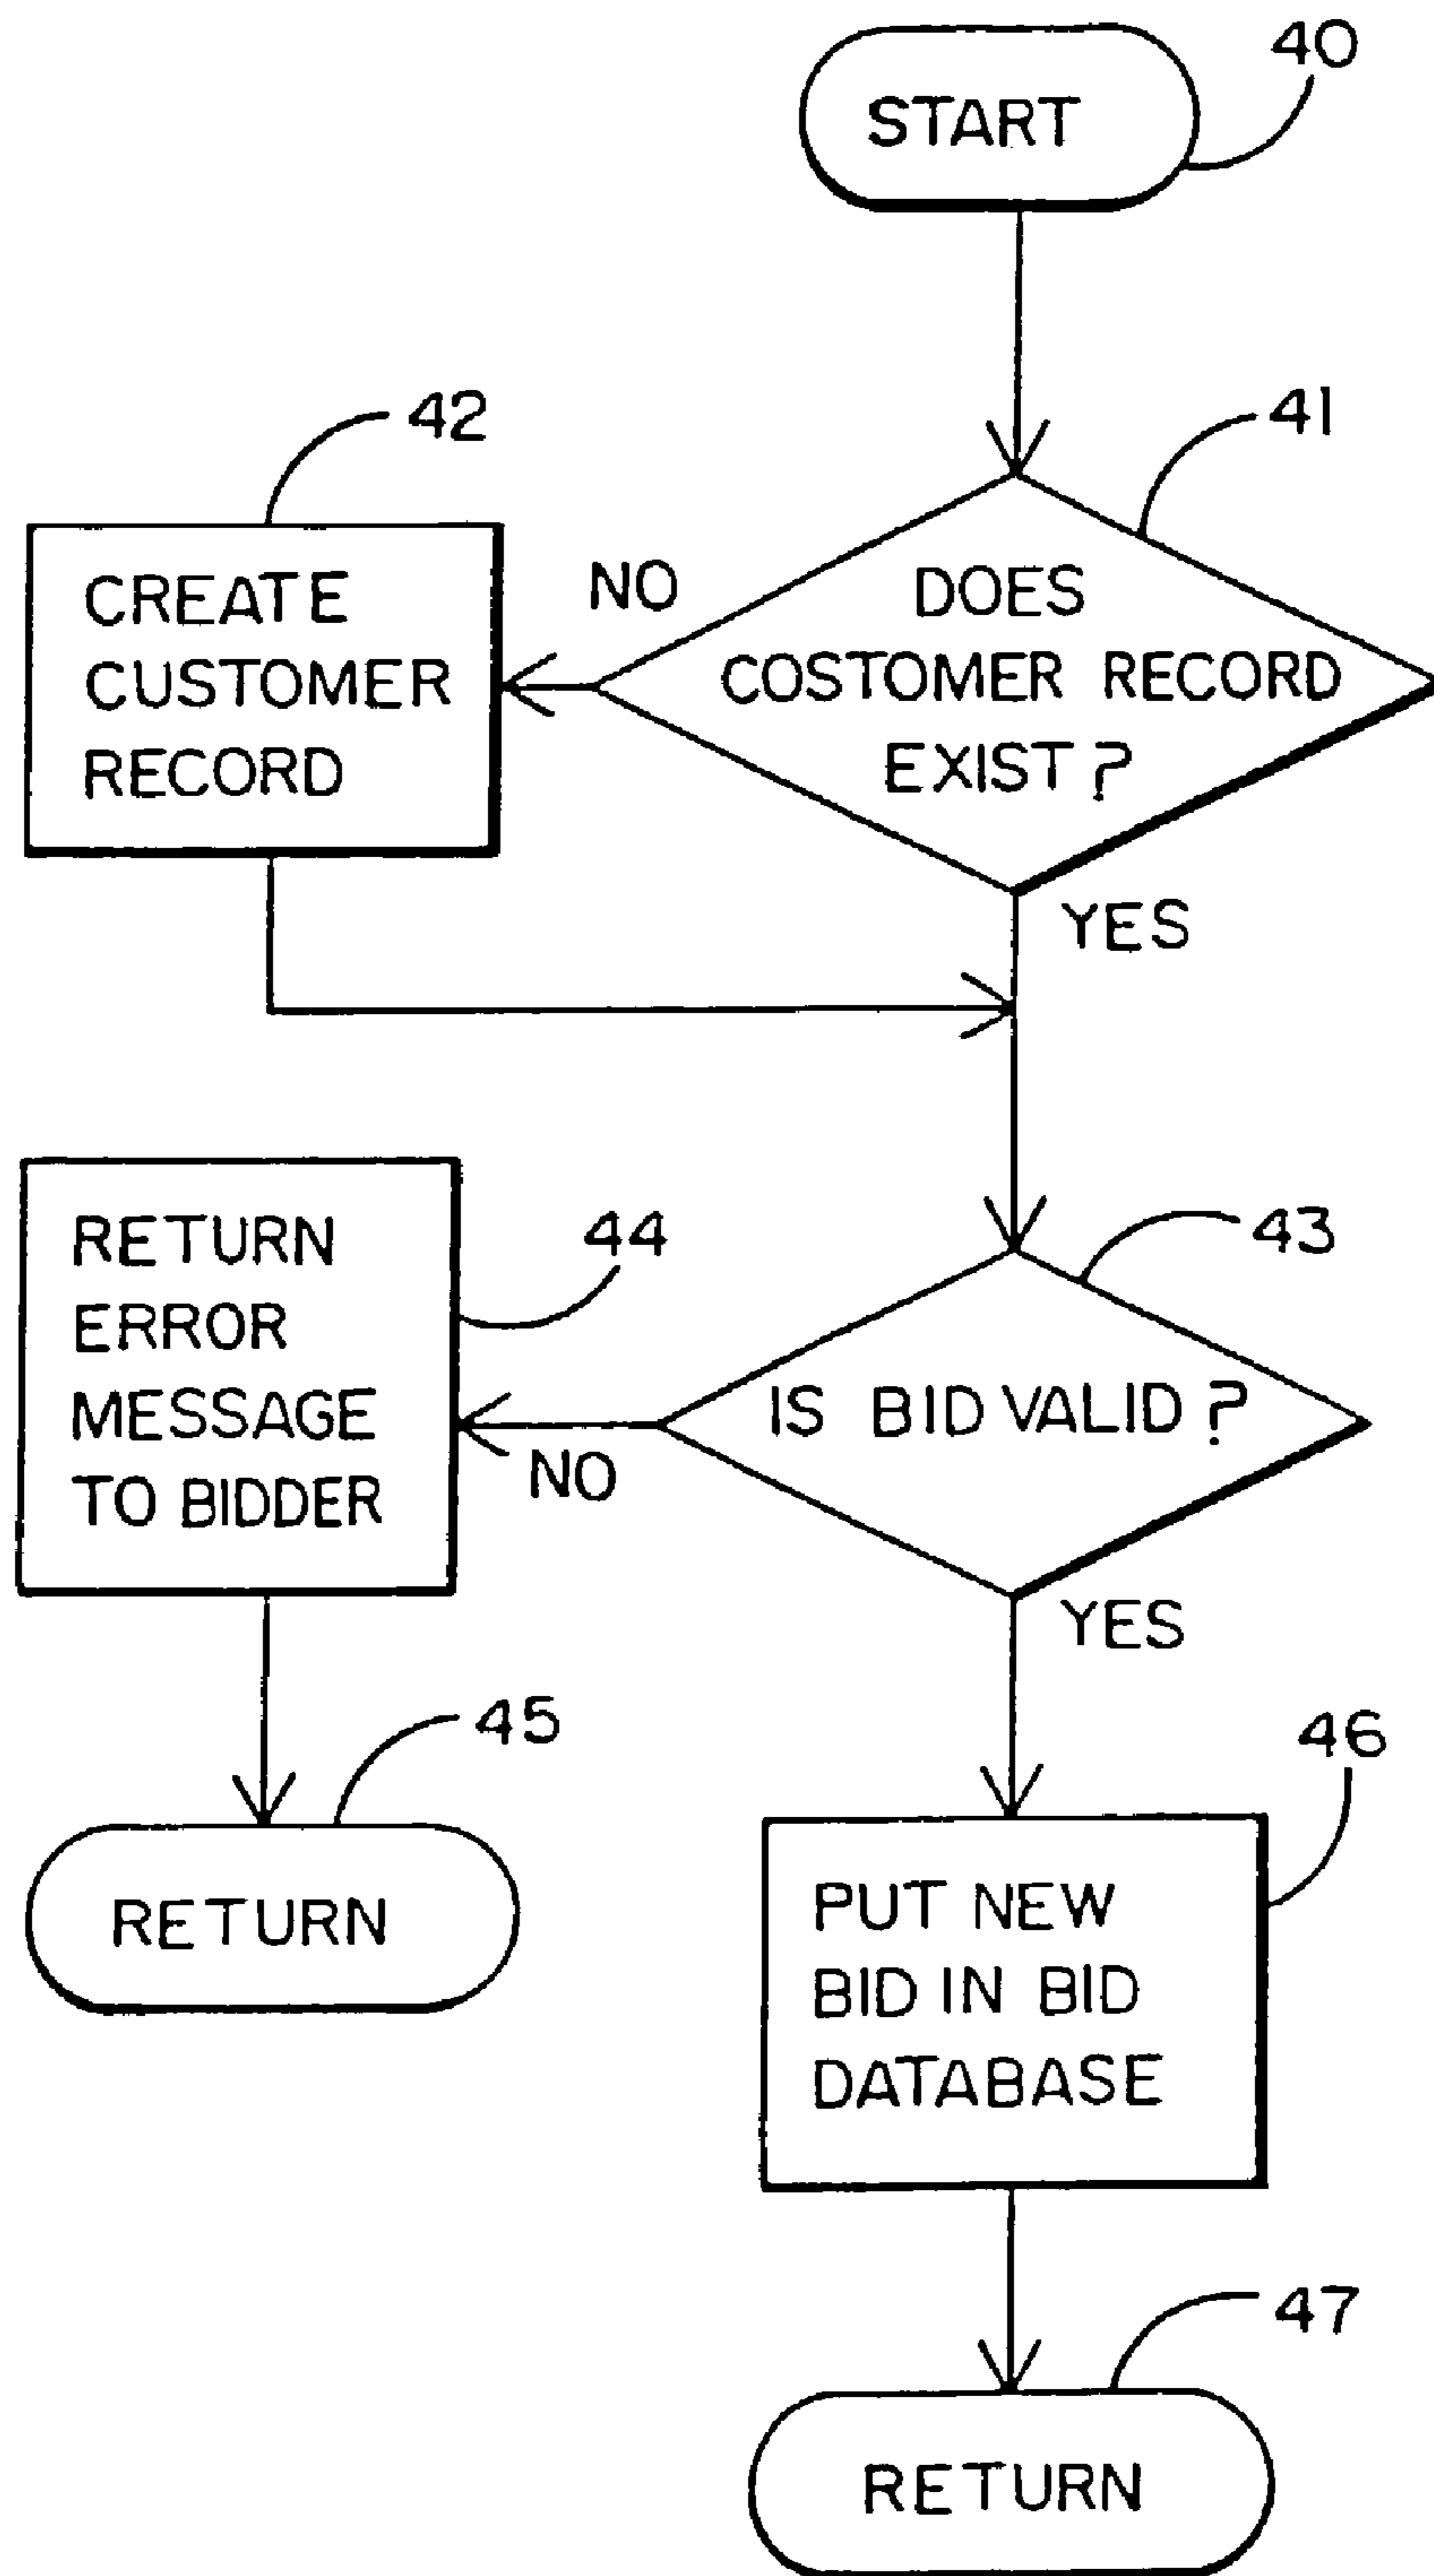 40
START
41
42
NO
DOES
COSTOMER RECORD
EXIST?
CREATE
CUSTOMER
RECORD
YES
43
44
RETURN
ERROR
MESSAGE
TO BIDDER
IS BID VALID?
NO
YES
45
46
RETURN
PUT NEW
BID IN BID
DATABASE
47
RETURN